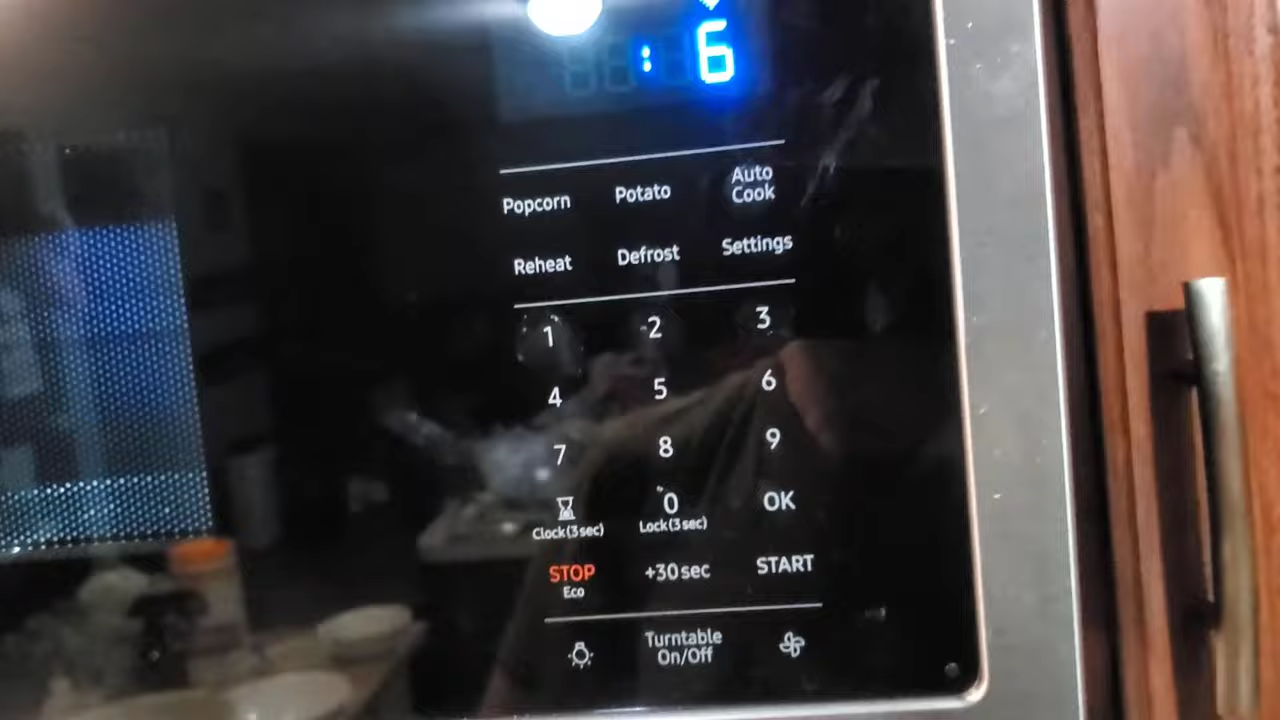 : 6
Popcorn Potato Auto Cook
Reheat Defrost Settings
1 2 3
4 5 6
7 8 9
0 OK
Clock(3sec) Lock(3sec)
STOP +30sec START
Eco
Turntable
On/Off